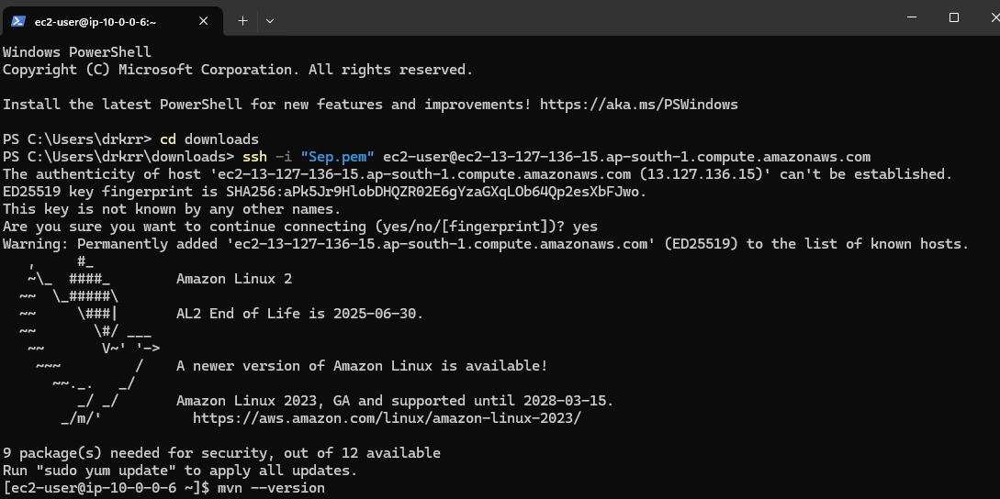 ec2-user@ip-10-0-0-6:~
Windows PowerShell
Copyright (C) Microsoft Corporation. All rights reserved.
Install the latest PowerShell for new features and improvements! https://aka.ms/PSWindows
PS C:\Users\drkrr> cd downloads
PS C:\Users\drkrr\downloads> ssh -i "Sep.pem" ec2-user@ec2-13-127-136-15.ap-south-1.compute.amazonaws.com
The authenticity of host 'ec2-13-127-136-15.ap-south-1.compute.amazonaws.com (13.127.136.15)' can't be established.
ED25519 key fingerprint is SHA256:aPk5Jr9HlobDHQZR02E6gYzaGXqLOb64Qp2esXbFJwo.
This key is not known by any other names.
Are you sure you want to continue connecting (yes/no/[fingerprint])? yes
Warning: Permanently added 'ec2-13-127-136-15.ap-south-1.compute.amazonaws.com' (ED25519) to the list of known hosts.
   ,     #_
   ~\_  ####_        Amazon Linux 2
  ~~  \_#####\
  ~~     \###|       AL2 End of Life is 2025-06-30.
  ~~       \#/ ___
   ~~       V~' '->
    ~~~         /    A newer version of Amazon Linux is available!
      ~~._.   _/
         _/ _/       Amazon Linux 2023, GA and supported until 2028-03-15.
       _/m/'           https://aws.amazon.com/linux/amazon-linux-2023/
9 package(s) needed for security, out of 12 available
Run "sudo yum update" to apply all updates.
[ec2-user@ip-10-0-0-6 ~]$ mvn --version